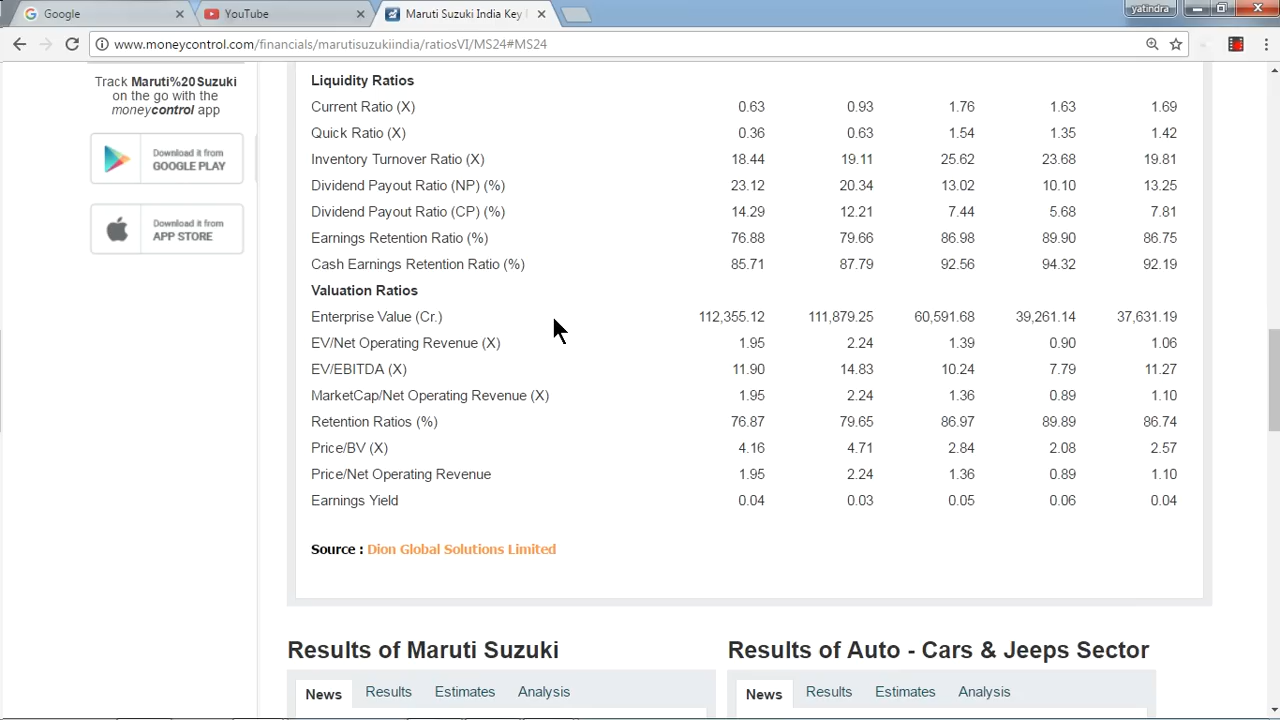 Google
YouTube
Maruti Suzuki India Key
yatindra
www.moneycontrol.com/financials/marutisuzukiindia/ratiosVI/MS24#MS24
Track Maruti%20Suzuki
on the go with the
moneycontrol app
Download it from
GOOGLE PLAY
Download it from
APP STORE
Liquidity Ratios
Current Ratio (X) 0.63 0.93 1.76 1.63 1.69
Quick Ratio (X) 0.36 0.63 1.54 1.35 1.42
Inventory Turnover Ratio (X) 18.44 19.11 25.62 23.68 19.81
Dividend Payout Ratio (NP) (%) 23.12 20.34 13.02 10.10 13.25
Dividend Payout Ratio (CP) (%) 14.29 12.21 7.44 5.68 7.81
Earnings Retention Ratio (%) 76.88 79.66 86.98 89.90 86.75
Cash Earnings Retention Ratio (%) 85.71 87.79 92.56 94.32 92.19
Valuation Ratios
Enterprise Value (Cr.) 112,355.12 111,879.25 60,591.68 39,261.14 37,631.19
EV/Net Operating Revenue (X) 1.95 2.24 1.39 0.90 1.06
EV/EBITDA (X) 11.90 14.83 10.24 7.79 11.27
MarketCap/Net Operating Revenue (X) 1.95 2.24 1.36 0.89 1.10
Retention Ratios (%) 76.87 79.65 86.97 89.89 86.74
Price/BV (X) 4.16 4.71 2.84 2.08 2.57
Price/Net Operating Revenue 1.95 2.24 1.36 0.89 1.10
Earnings Yield 0.04 0.03 0.05 0.06 0.04
Source : Dion Global Solutions Limited
Results of Maruti Suzuki
News Results Estimates Analysis
Results of Auto - Cars & Jeeps Sector
News Results Estimates Analysis